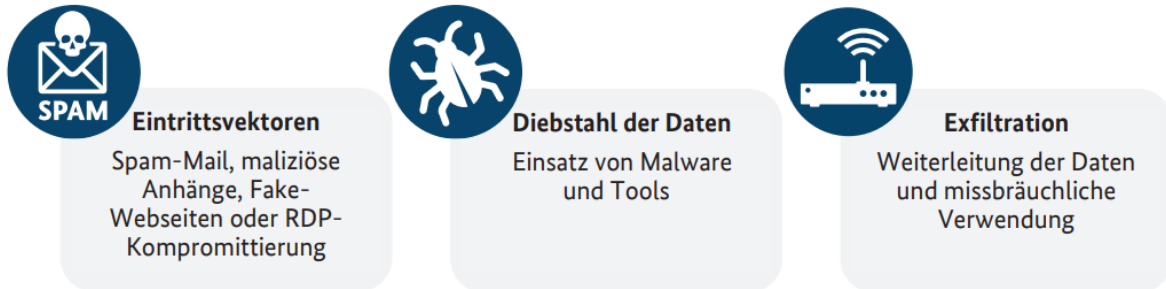 SPAM
Eintrittsvektoren
Spam-Mail, maliziöse
Anhänge, Fake-
Webseiten oder RDP-
Kompromittierung
Diebstahl der Daten
Einsatz von Malware
und Tools
Exfiltration
Weiterleitung der Daten
und missbräuchliche
Verwendung